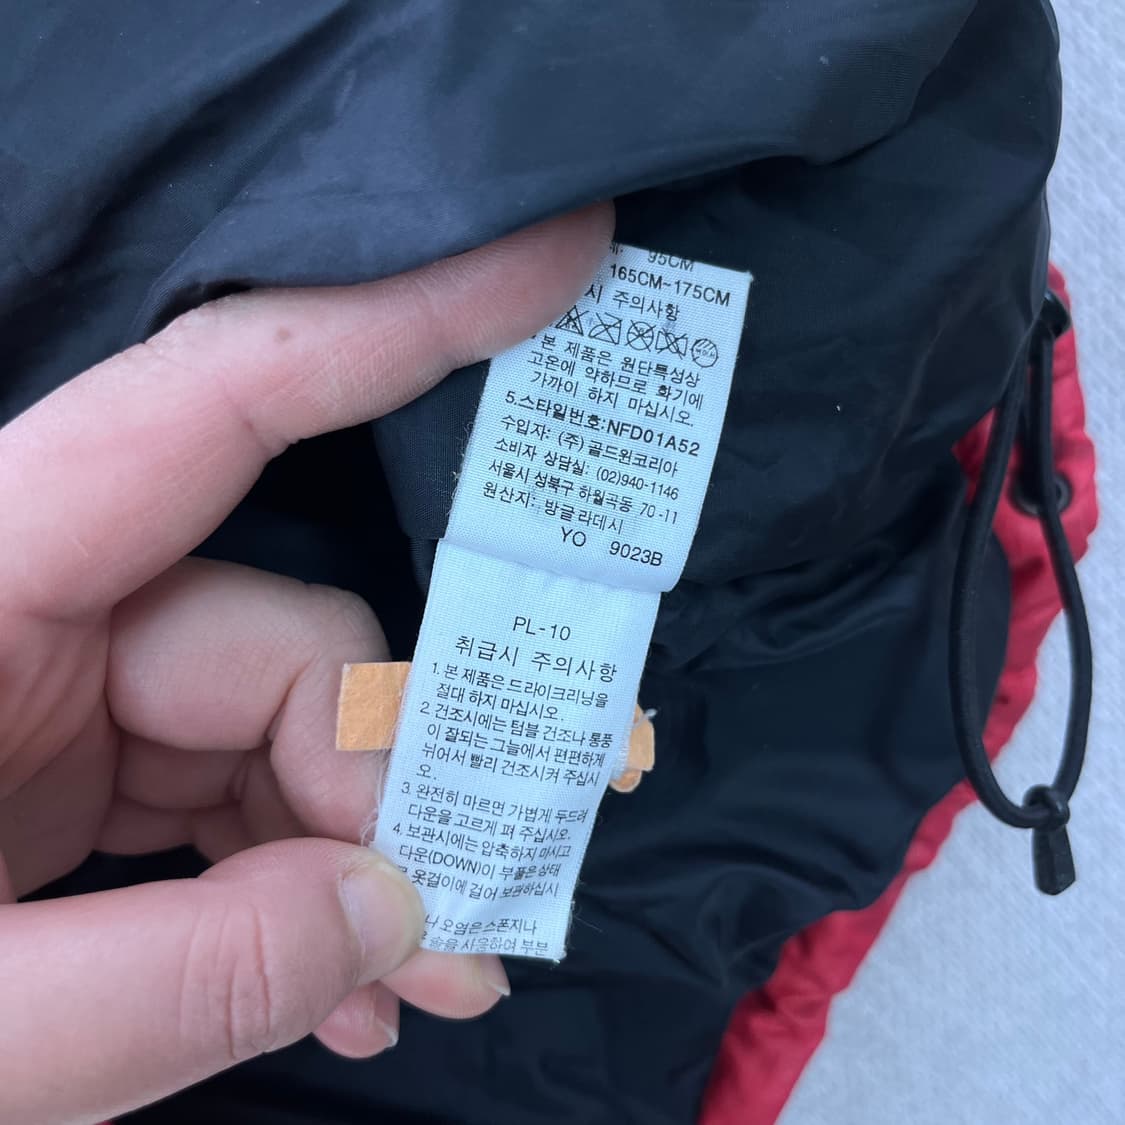 95CM
165CM~175CM
시 주의사항
본 제품은 원단특성상
고온에 약하므로 화기에
가까이 하지 마십시오.
5.스타일번호:NFD01A52
수입자: (주)골드윈코리아
소비자 상담실: (02)940-1146
서울시 성북구 하월곡동 70-11
원산지: 방글라데시
YO 9023B
PL-10
취급시 주의사항
1. 본 제품은 드라이크리닝을
절대 하지 마십시오.
2. 건조시에는 텀블 건조나 통풍
이 잘되는 그늘에서 편편하게
뉘어서 빨리 건조시켜 주십시
오.
3. 완전히 마르면 가볍게 두드려
다운을 고르게 펴 주십시오.
4. 보관시에는 압축하지 마시고
다운(DOWN)이 부풀은 상태
옷걸이에 걸어 보관하십시
나 오염은 스폰지나
솔을 사용하여 부분